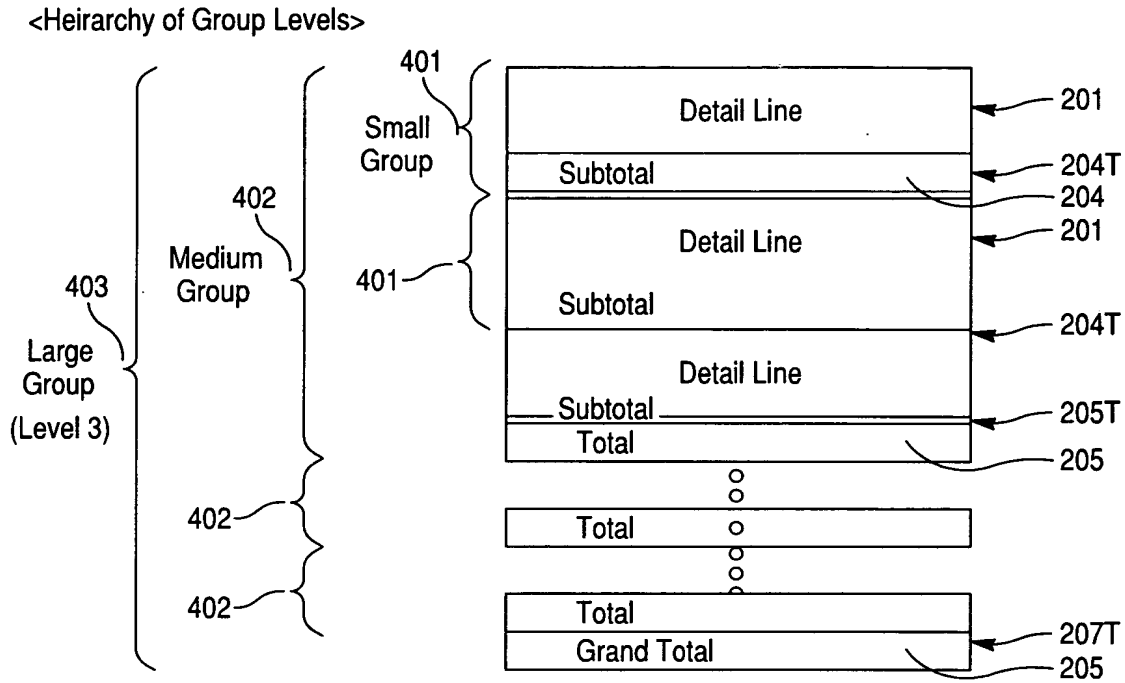 <Heirarchy of Group Levels>
401
Small
Group
Detail Line
201
Subtotal
204T
204
402
Medium
Group
401
Detail Line
201
Subtotal
204T
403
Large
Group
(Level 3)
Detail Line
Subtotal
205T
Total
205
402
Total
402
Total
207T
Grand Total
205